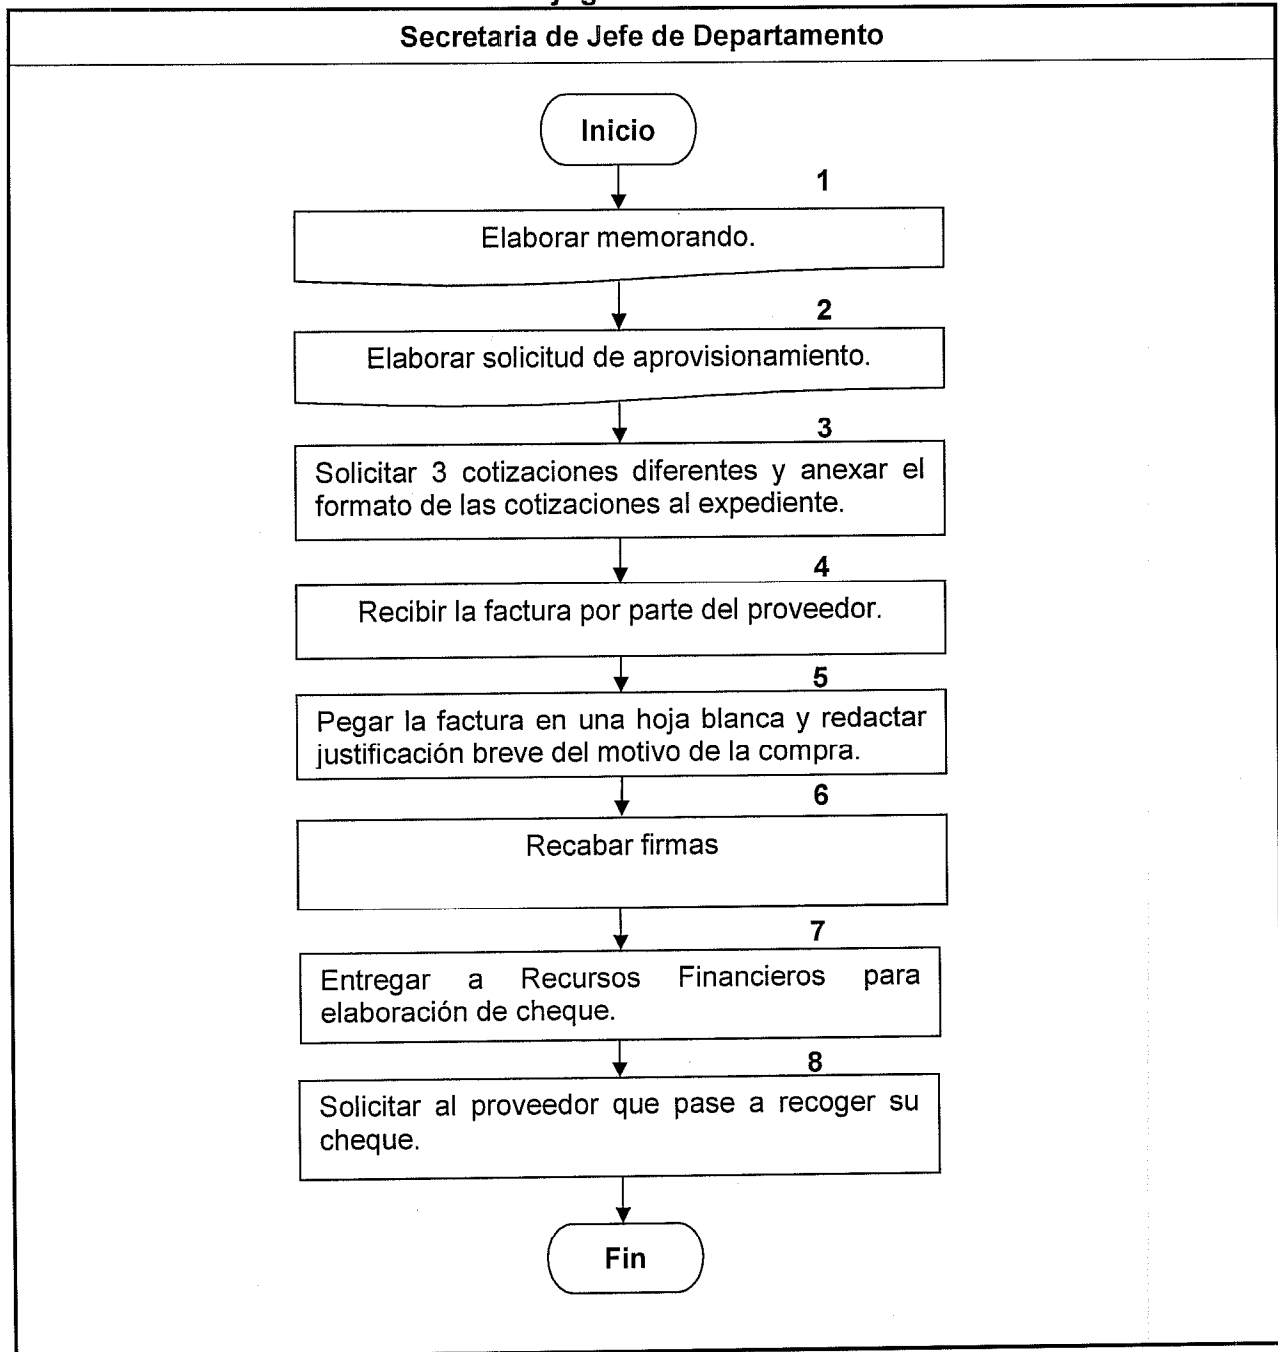 Secretaria de Jefe de Departamento
Inicio
1
Elaborar memorando.
2
Elaborar solicitud de aprovisionamiento.
3
Solicitar 3 cotizaciones diferentes y anexar el
formato de las cotizaciones al expediente.
4
Recibir la factura por parte del proveedor.
5
Pegar la factura en una hoja blanca y redactar
justificación breve del motivo de la compra.
6
Recabar firmas
7
Entregar a Recursos Financieros para
elaboración de cheque.
8
Solicitar al proveedor que pase a recoger su
cheque.
Fin